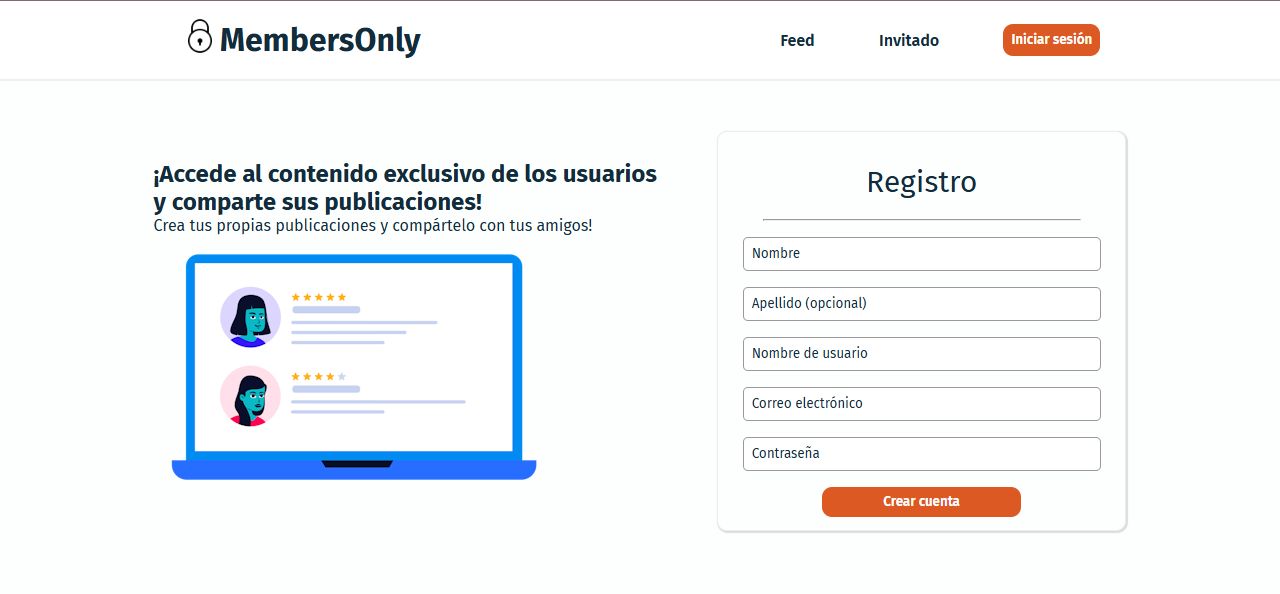 MembersOnly
Feed
Invitado
Iniciar sesión
¡Accede al contenido exclusivo de los usuarios
y comparte sus publicaciones!
Crea tus propias publicaciones y compártelo con tus amigos!
Registro
Nombre
Apellido (opcional)
Nombre de usuario
Correo electrónico
Contraseña
Crear cuenta